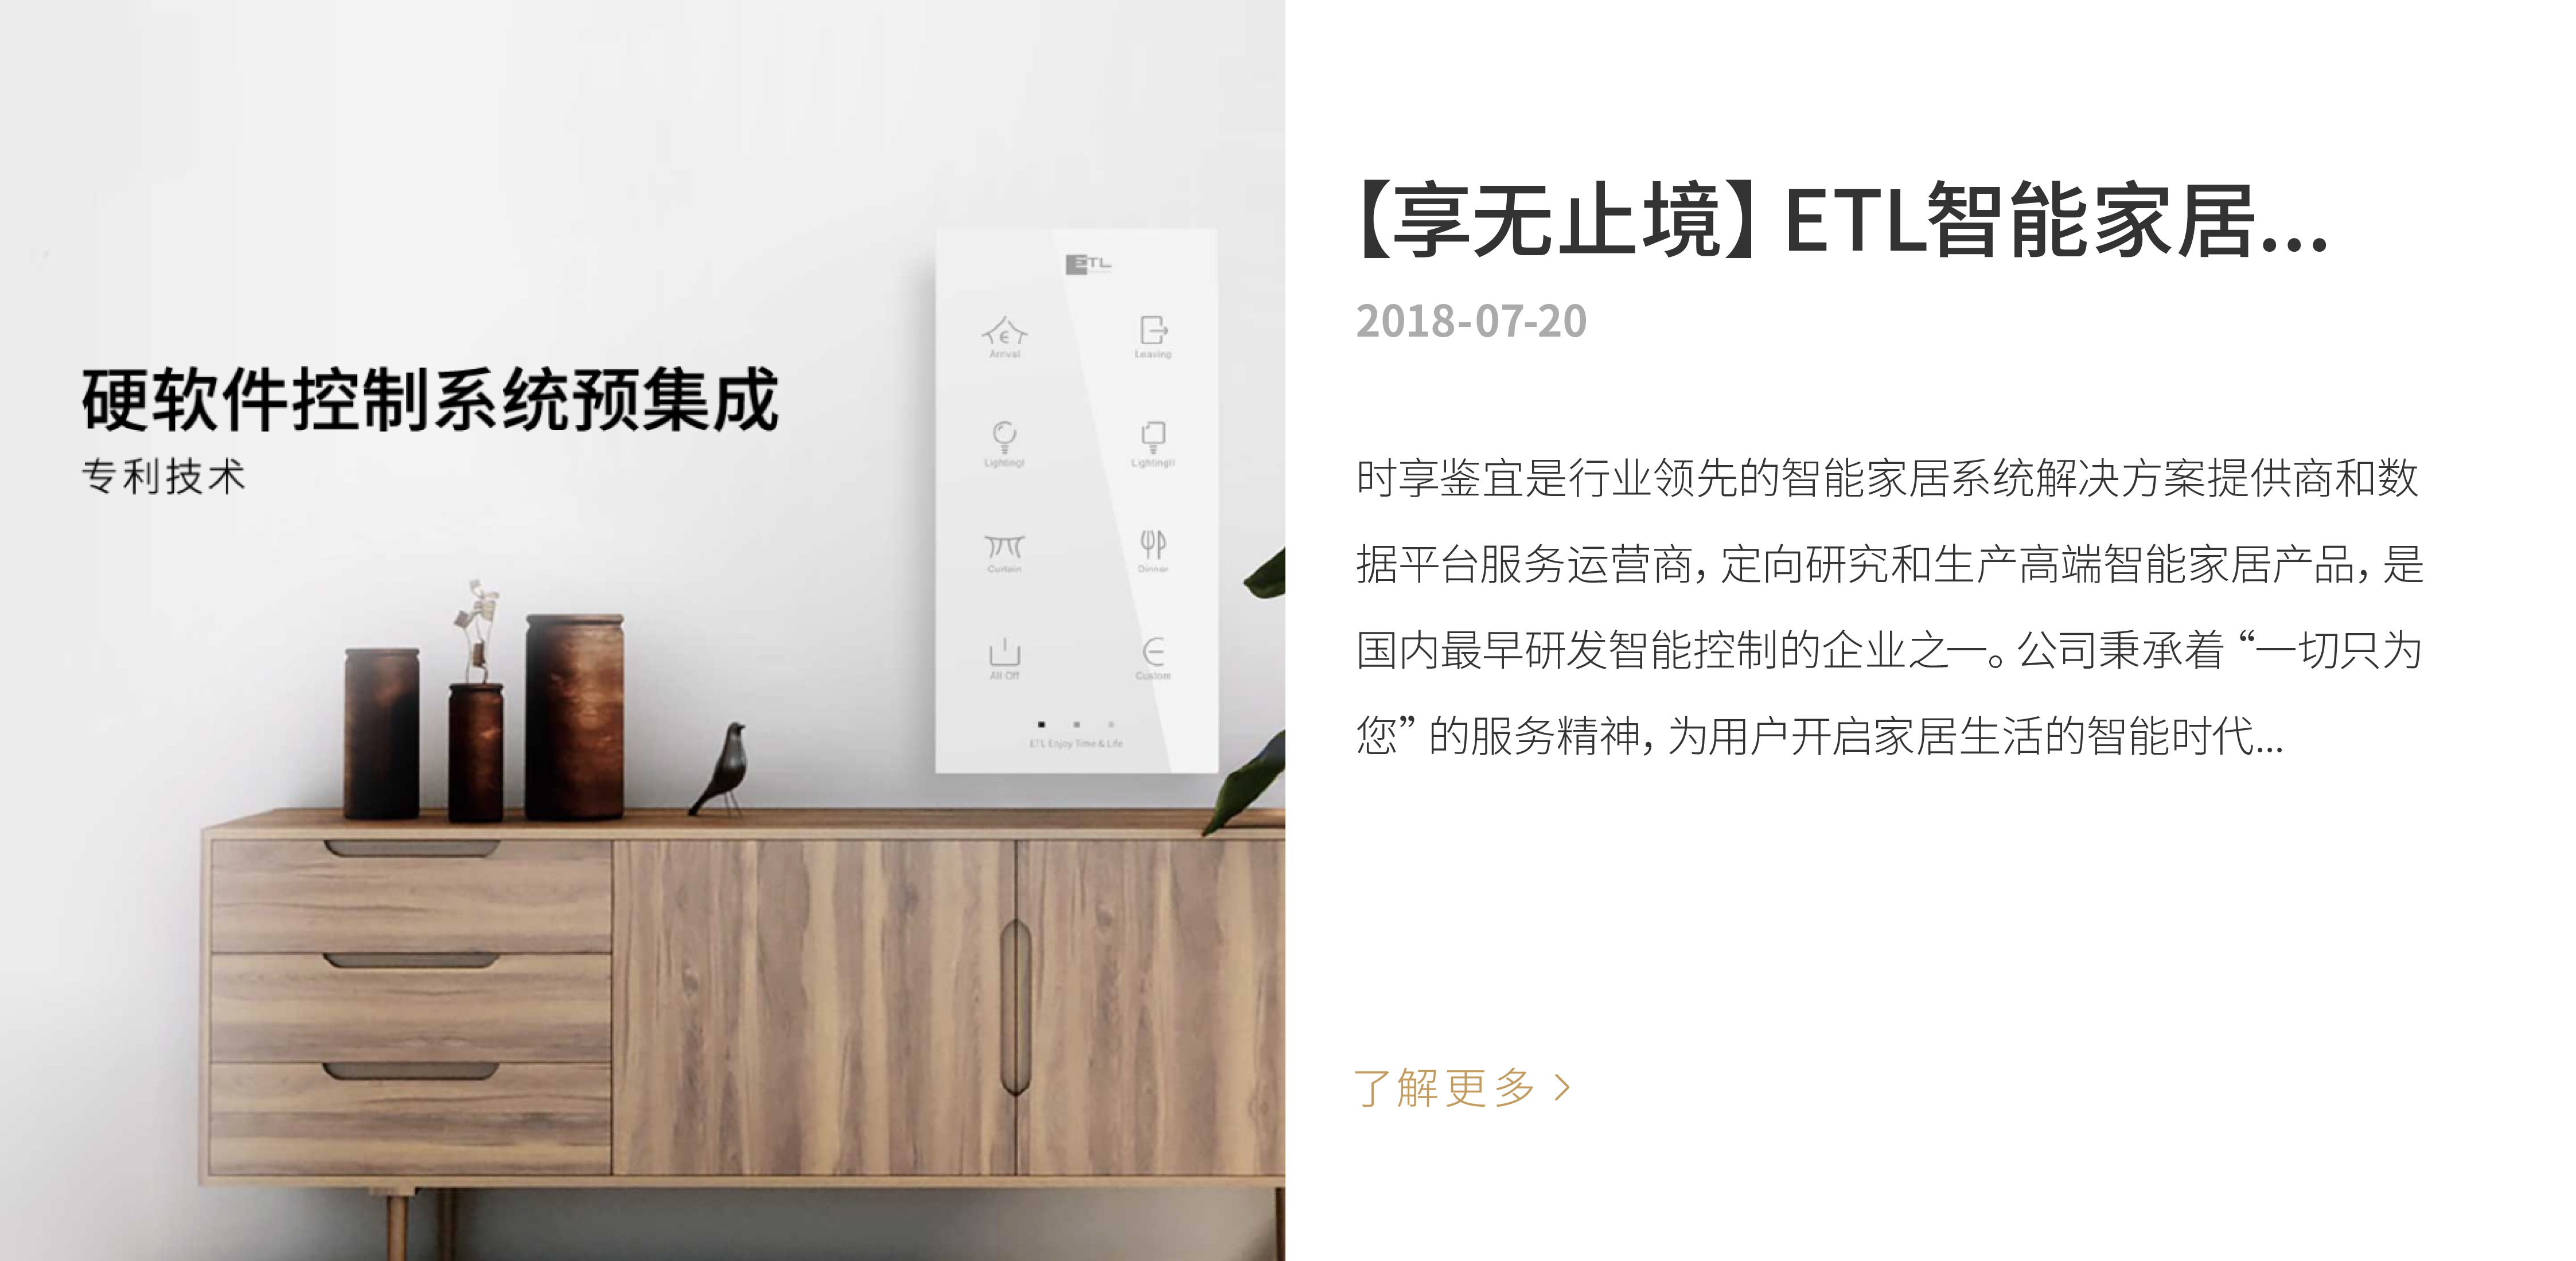 硬软件控制系统预集成
专利技术
ETL
Arrival
Leaving
LightingI
LightingII
Curtain
Dinner
All Off
Custom
ETL Enjoy Time & Life
【享无止境】ETL智能家居...
2018-07-20
时享鉴宜是行业领先的智能家居系统解决方案提供商和数
据平台服务运营商，定向研究和生产高端智能家居产品，是
国内最早研发智能控制的企业之一。公司秉承着“一切只为
您”的服务精神，为用户开启家居生活的智能时代...
了解更多 >